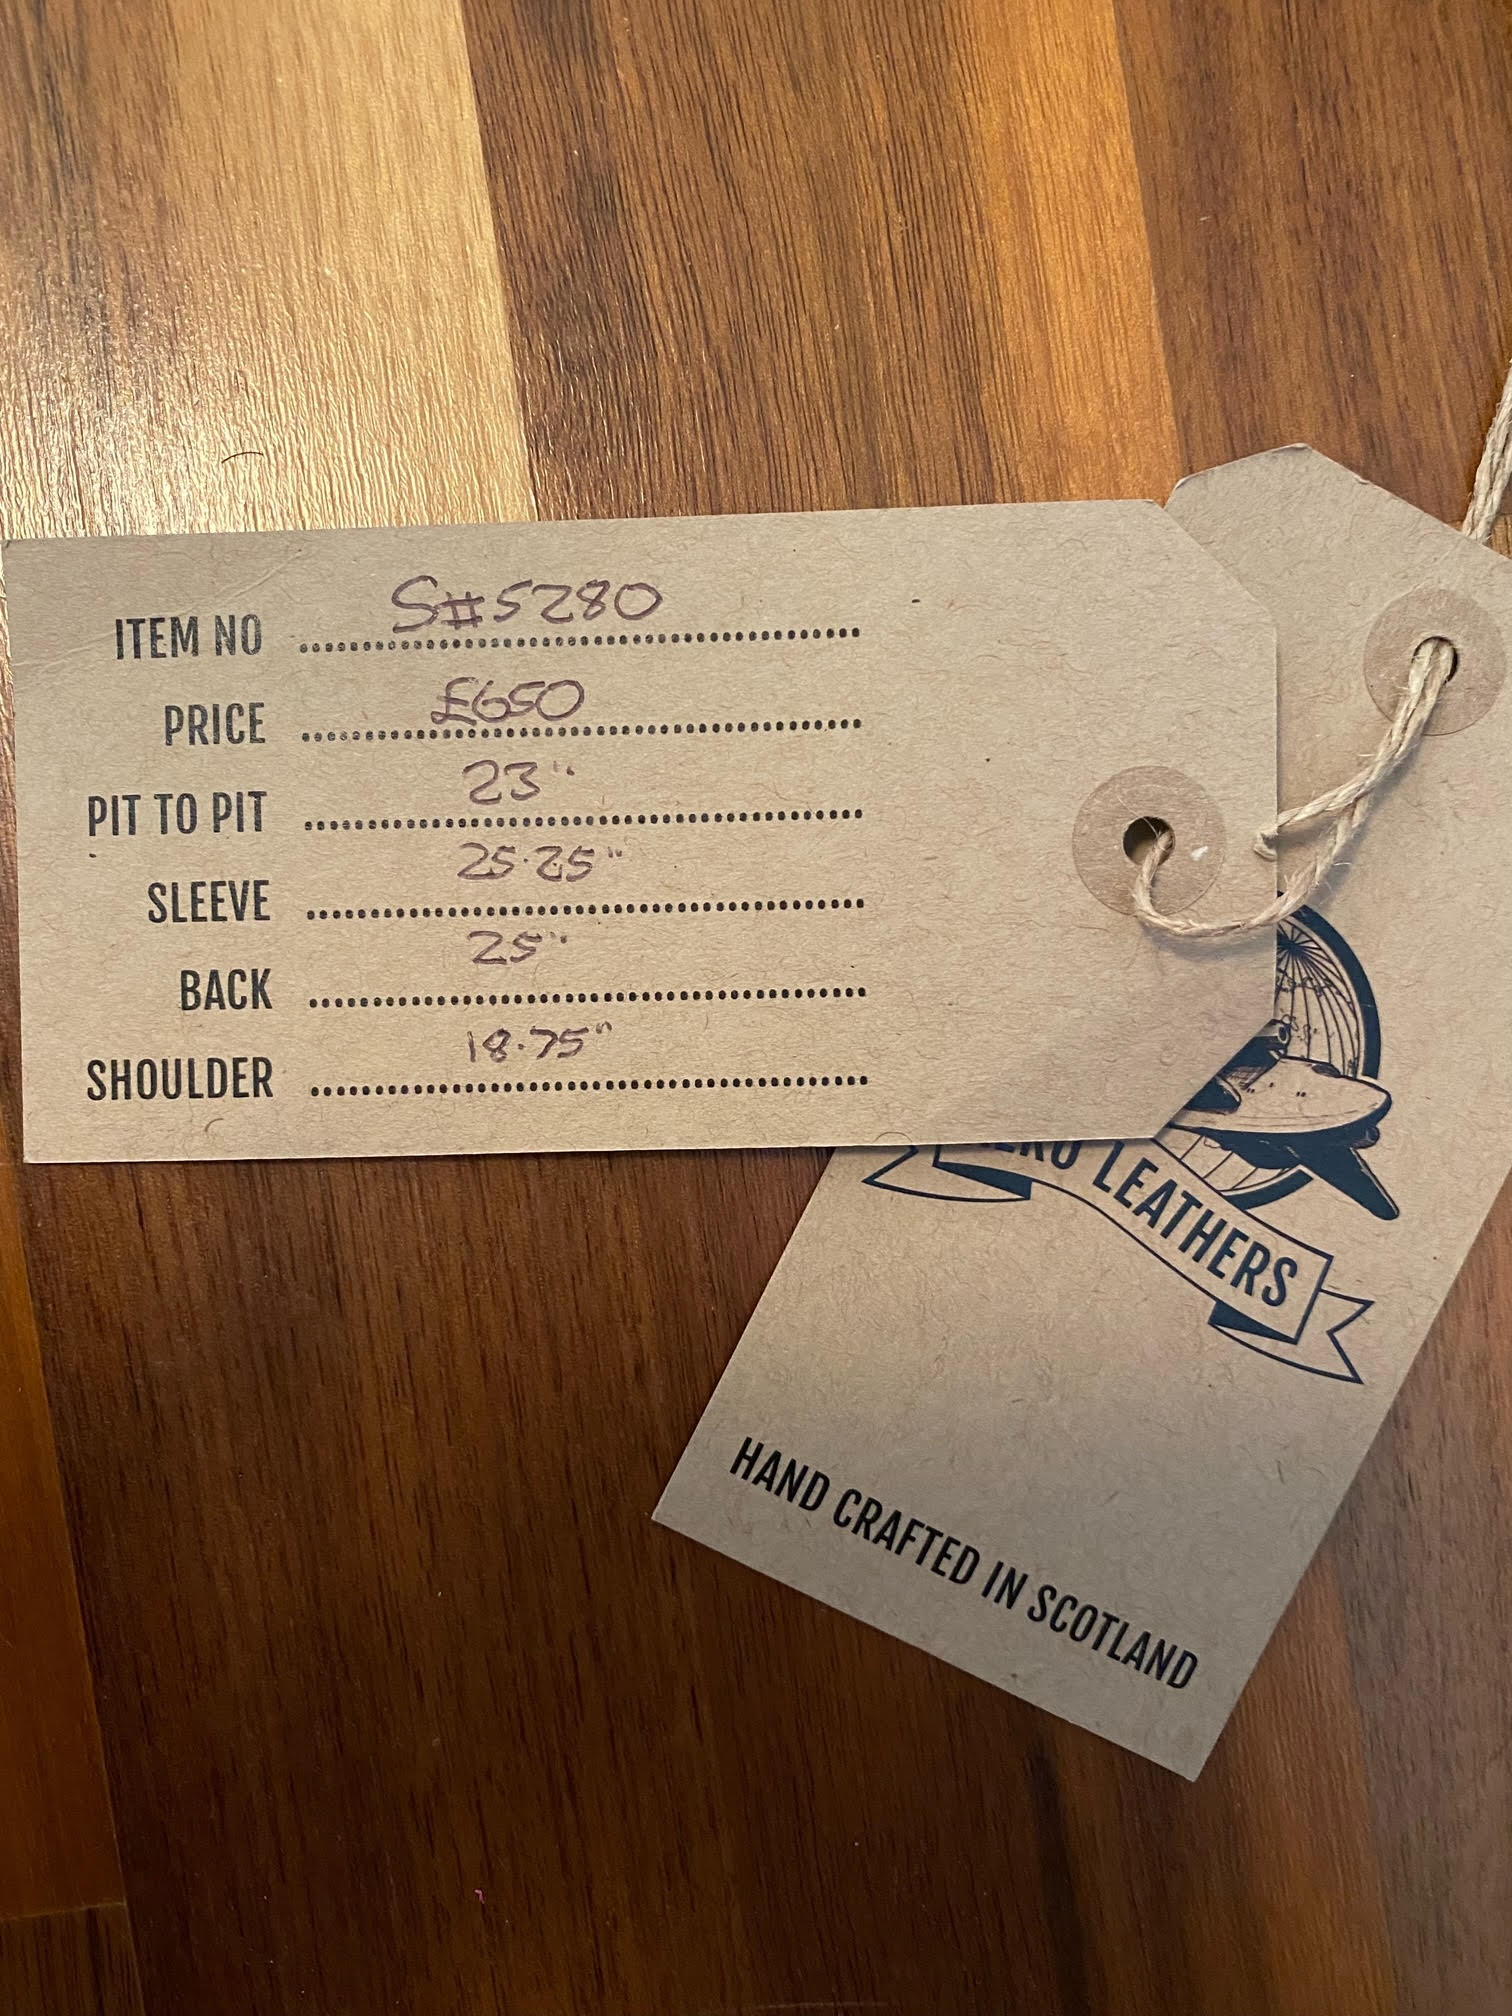 ITEM NO S#5280
PRICE £650
PIT TO PIT 23"
SLEEVE 25.25"
BACK 25"
SHOULDER 18.75"
LEATHERS
HAND CRAFTED IN SCOTLAND